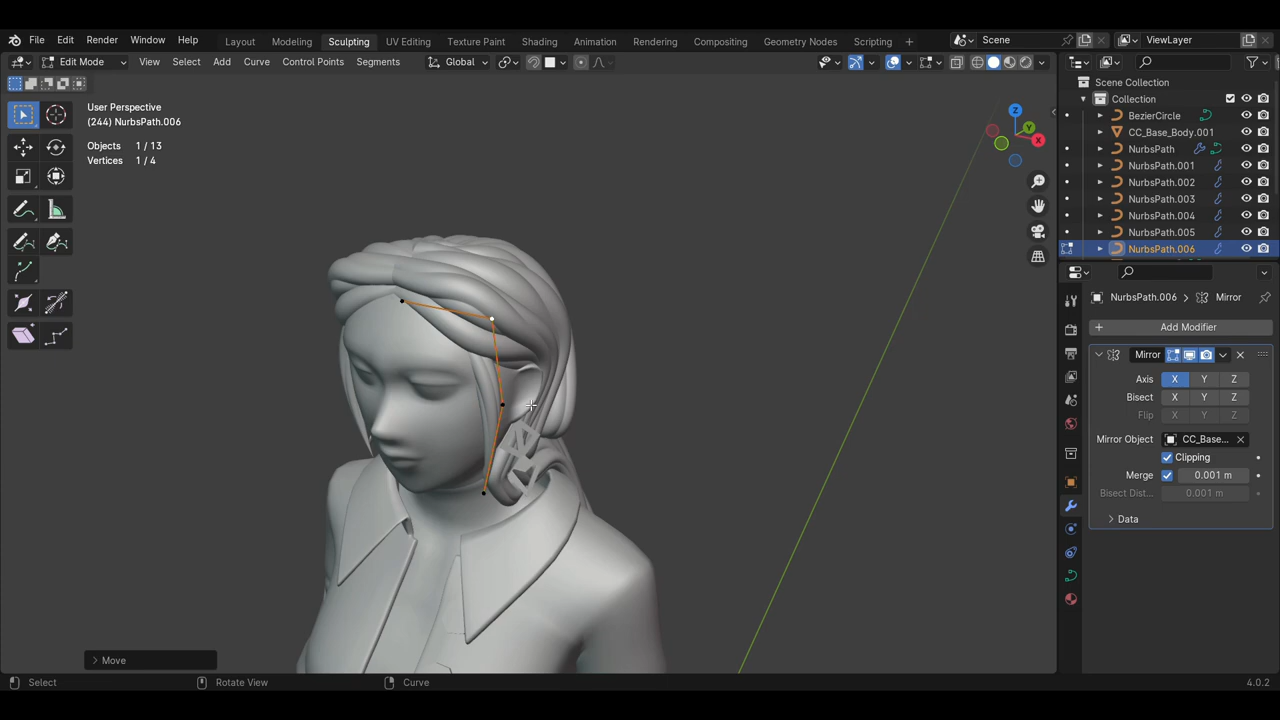 File Edit Render Window Help Layout Modeling Sculpting UV Editing Texture Paint Shading Animation Rendering Compositing Geometry Nodes Scripting + Scene ViewLayer
Edit Mode View Select Add Curve Control Points Segments Global
User Perspective
(244) NurbsPath.006
Objects 1 / 13
Vertices 1 / 4
Z
Y
X
Scene Collection
Collection
BezierCircle
CC_Base_Body.001
NurbsPath
NurbsPath.001
NurbsPath.002
NurbsPath.003
NurbsPath.004
NurbsPath.005
NurbsPath.006
NurbsPath.006 > Mirror
+ Add Modifier
Mirror
Axis X Y Z
Bisect X Y Z
Flip X Y Z
Mirror Object CC_Base...
Clipping
Merge 0.001 m
Bisect Dist... 0.001 m
> Data
> Move
Select Rotate View Curve 4.0.2